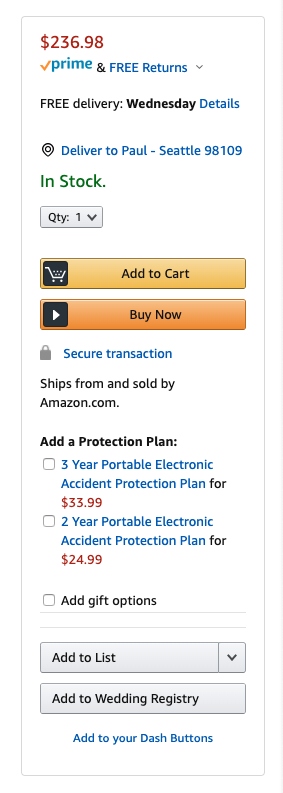 $236.98
prime & FREE Returns
FREE delivery: Wednesday Details
Deliver to Paul - Seattle 98109
In Stock.
Qty: 1
Add to Cart
Buy Now
Secure transaction
Ships from and sold by
Amazon.com.
Add a Protection Plan:
3 Year Portable Electronic
Accident Protection Plan for
$33.99
2 Year Portable Electronic
Accident Protection Plan for
$24.99
Add gift options
Add to List
Add to Wedding Registry
Add to your Dash Buttons